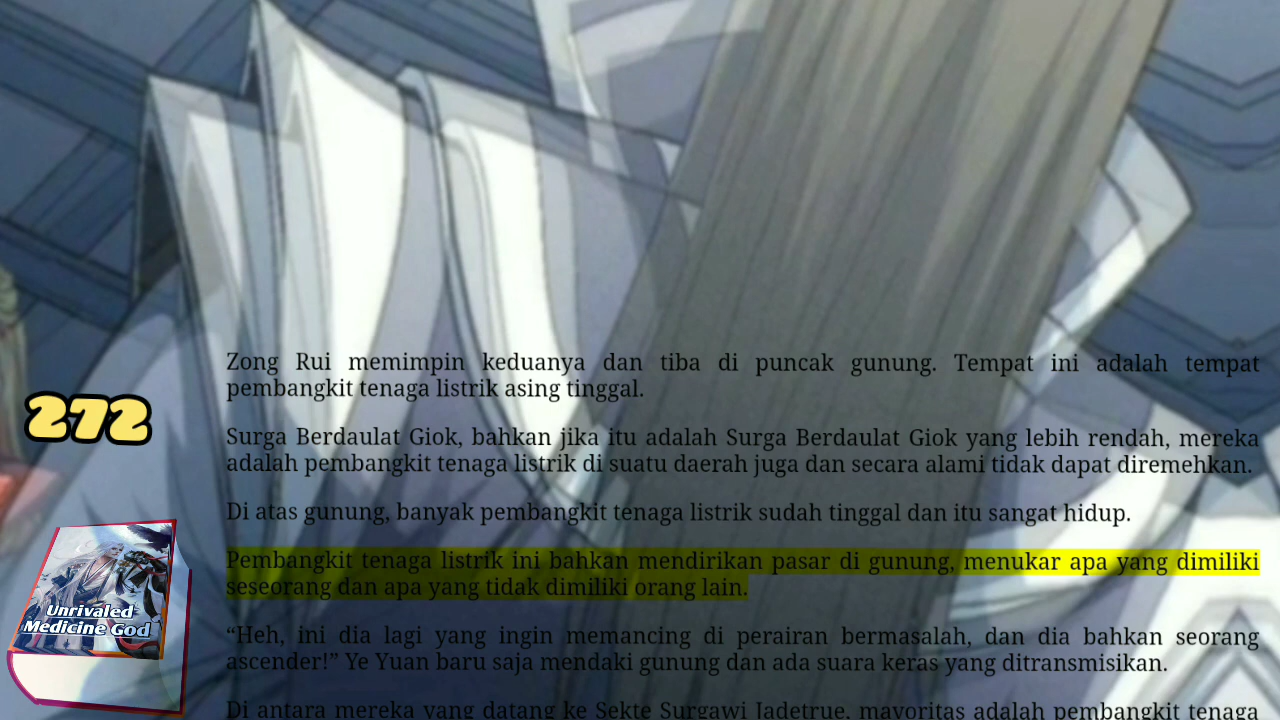 Zong Rui memimpin keduanya dan tiba di puncak gunung. Tempat ini adalah tempat
pembangkit tenaga listrik asing tinggal.
Surga Berdaulat Giok, bahkan jika itu adalah Surga Berdaulat Giok yang lebih rendah, mereka
adalah pembangkit tenaga listrik di suatu daerah juga dan secara alami tidak dapat diremehkan.
Di atas gunung, banyak pembangkit tenaga listrik sudah tinggal dan itu sangat hidup.
Pembangkit tenaga listrik ini bahkan mendirikan pasar di gunung, menukar apa yang dimiliki
seseorang dan apa yang tidak dimiliki orang lain.
“Heh, ini dia lagi yang ingin memancing di perairan bermasalah, dan dia bahkan seorang
ascender!” Ye Yuan baru saja mendaki gunung dan ada suara keras yang ditransmisikan.
Di antara mereka yang datang ke Sekte Surgawi Jadetrue, mayoritas adalah pembangkit tenaga
272
Unrivaled
Medicine God